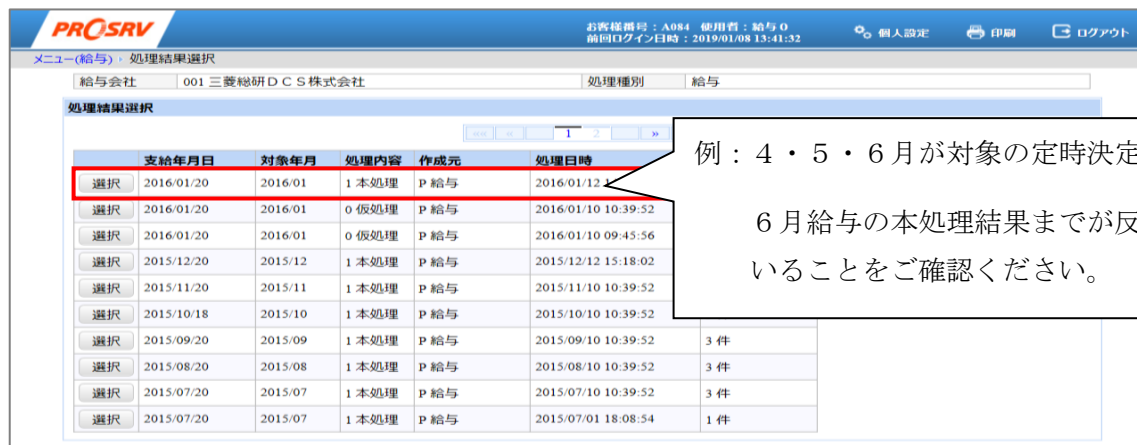 PROSRV
お客様番号：A084 使用者：給与 O
前回ログイン日時：2019/01/08 13:41:32
個人設定 印刷 ログアウト
メニュー(給与) › 処理結果選択
給与会社 001 三菱総研ＤＣＳ株式会社 処理種別 給与
処理結果選択
«« « 1 2 »
支給年月日 対象年月 処理内容 作成元 処理日時
選択 2016/01/20 2016/01 1 本処理 P 給与 2016/01/12 1
選択 2016/01/20 2016/01 0 仮処理 P 給与 2016/01/10 10:39:52
選択 2016/01/20 2016/01 0 仮処理 P 給与 2016/01/10 09:45:56
選択 2015/12/20 2015/12 1 本処理 P 給与 2015/12/12 15:18:02
選択 2015/11/20 2015/11 1 本処理 P 給与 2015/11/10 10:39:52
選択 2015/10/18 2015/10 1 本処理 P 給与 2015/10/10 10:39:52
選択 2015/09/20 2015/09 1 本処理 P 給与 2015/09/10 10:39:52 3 件
選択 2015/08/20 2015/08 1 本処理 P 給与 2015/08/10 10:39:52 3 件
選択 2015/07/20 2015/07 1 本処理 P 給与 2015/07/10 10:39:52 3 件
選択 2015/07/20 2015/07 1 本処理 P 給与 2015/07/01 18:08:54 1 件
例：４・５・６月が対象の定時決定
６月給与の本処理結果までが反
いることをご確認ください。